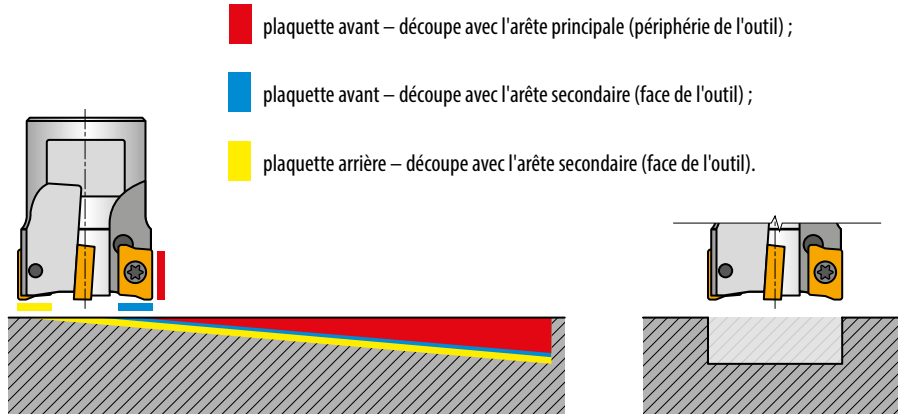 plaquette avant – découpe avec l'arête principale (périphérie de l'outil) ;
plaquette avant – découpe avec l'arête secondaire (face de l'outil) ;
plaquette arrière – découpe avec l'arête secondaire (face de l'outil).